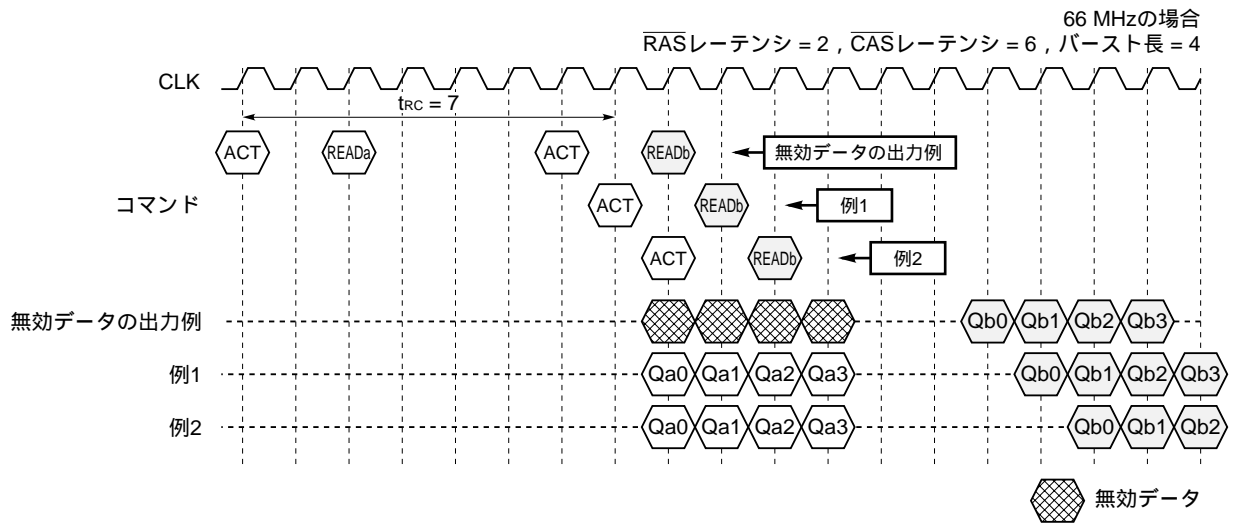 66 MHzの場合
RASレーテンシ = 2 , CASレーテンシ = 6 , バースト長 = 4
CLK
tRC = 7
ACT READa ACT READb 無効データの出力例
コマンド ACT READb 例1
ACT READb 例2
無効データの出力例 Qb0 Qb1 Qb2 Qb3
例1 Qa0 Qa1 Qa2 Qa3 Qb0 Qb1 Qb2 Qb3
例2 Qa0 Qa1 Qa2 Qa3 Qb0 Qb1 Qb2
無効データ